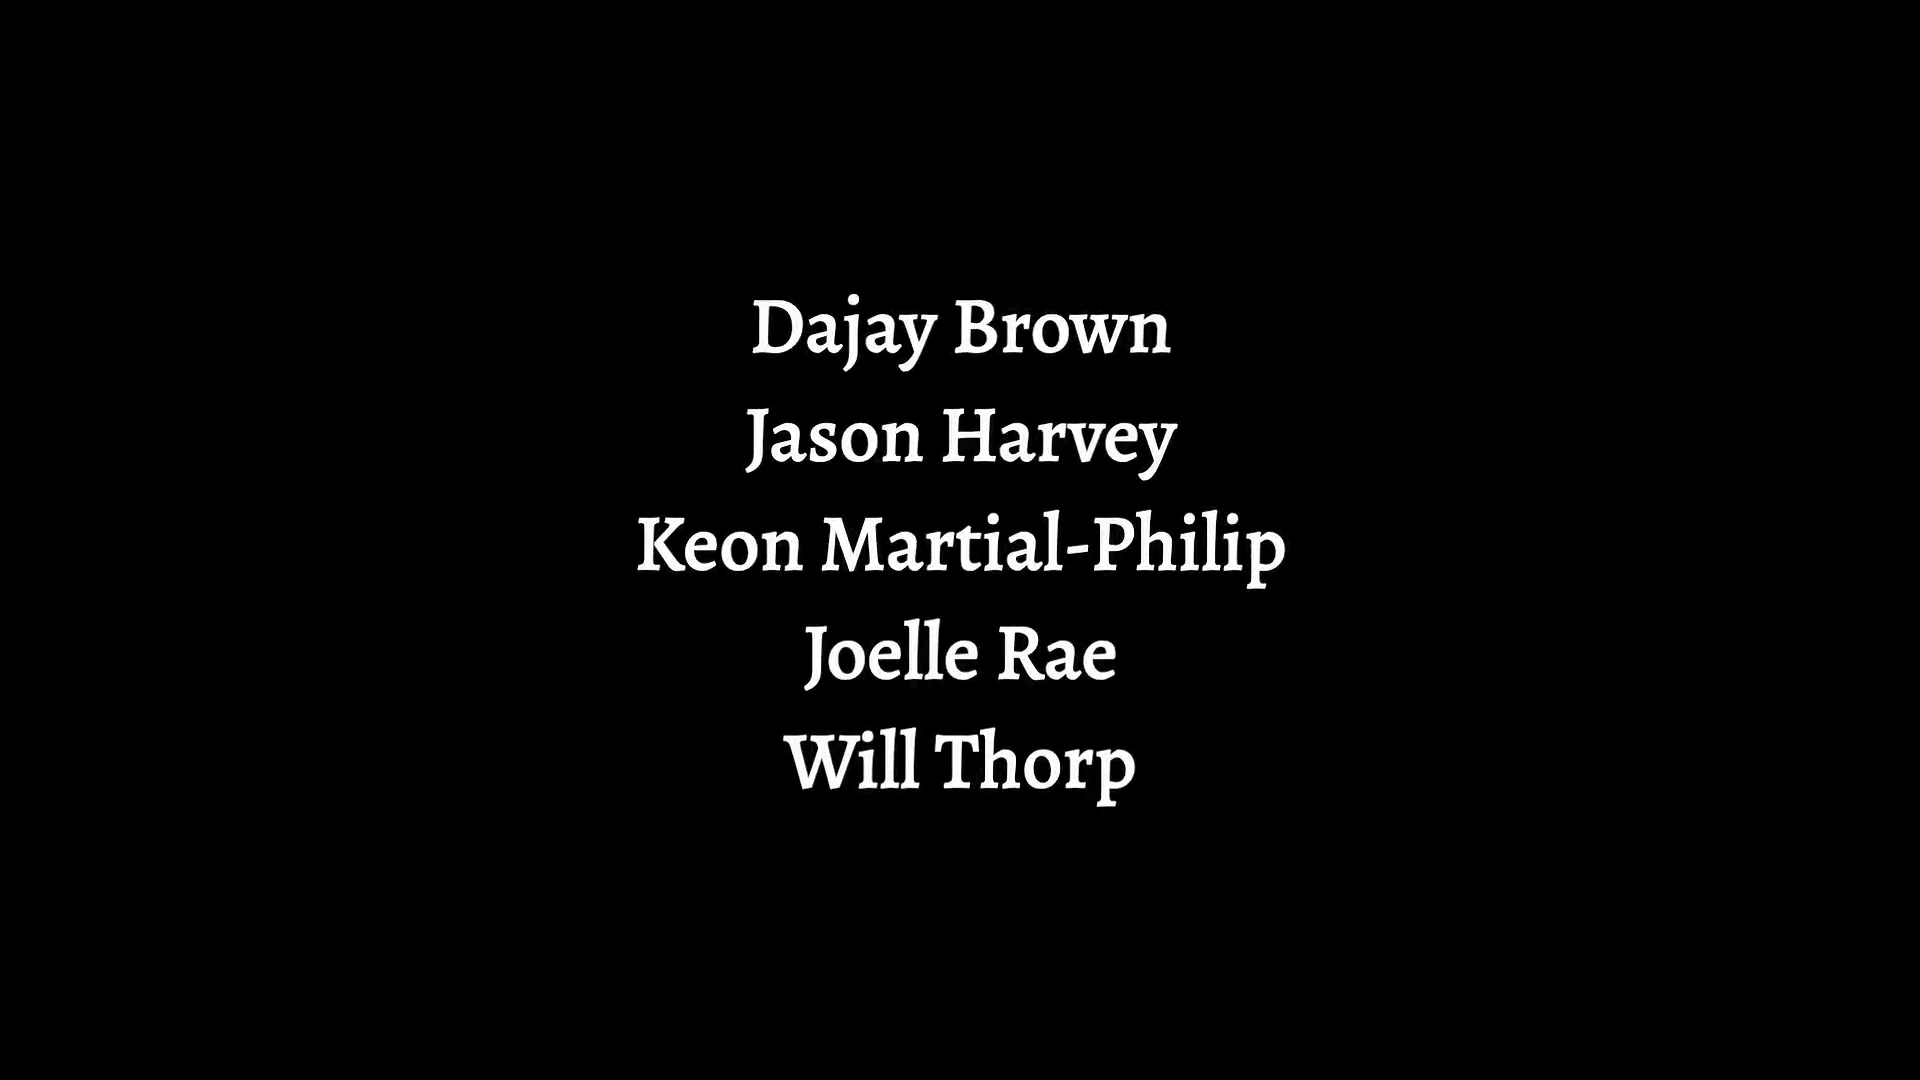 Dajay Brown
Jason Harvey
Keon Martial-Philip
Joelle Rae
Will Thorp